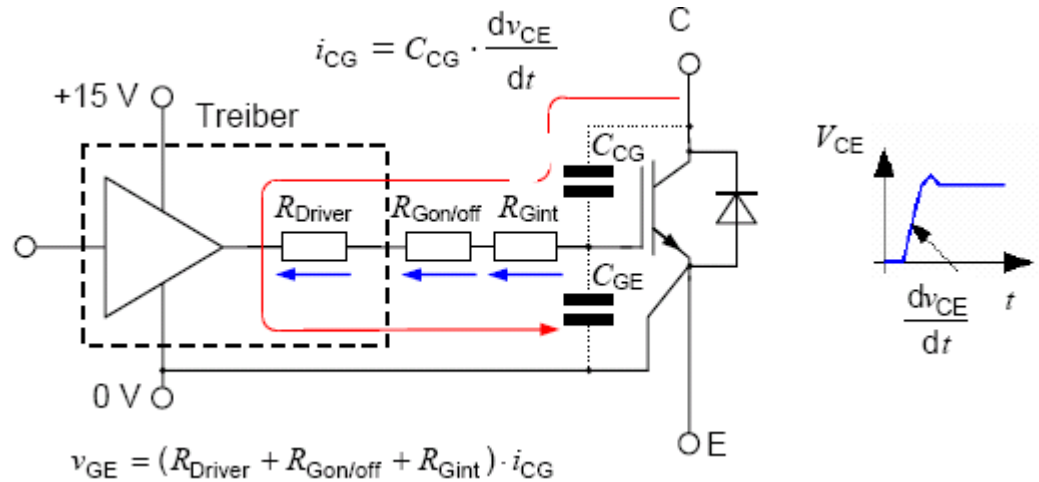 i_CG = C_CG · dv_CE/dt
C
+15 V
Treiber
C_CG
V_CE
R_Driver
R_Gon/off
R_Gint
C_GE
t
dv_CE/dt
0 V
E
v_GE = (R_Driver + R_Gon/off + R_Gint) · i_CG